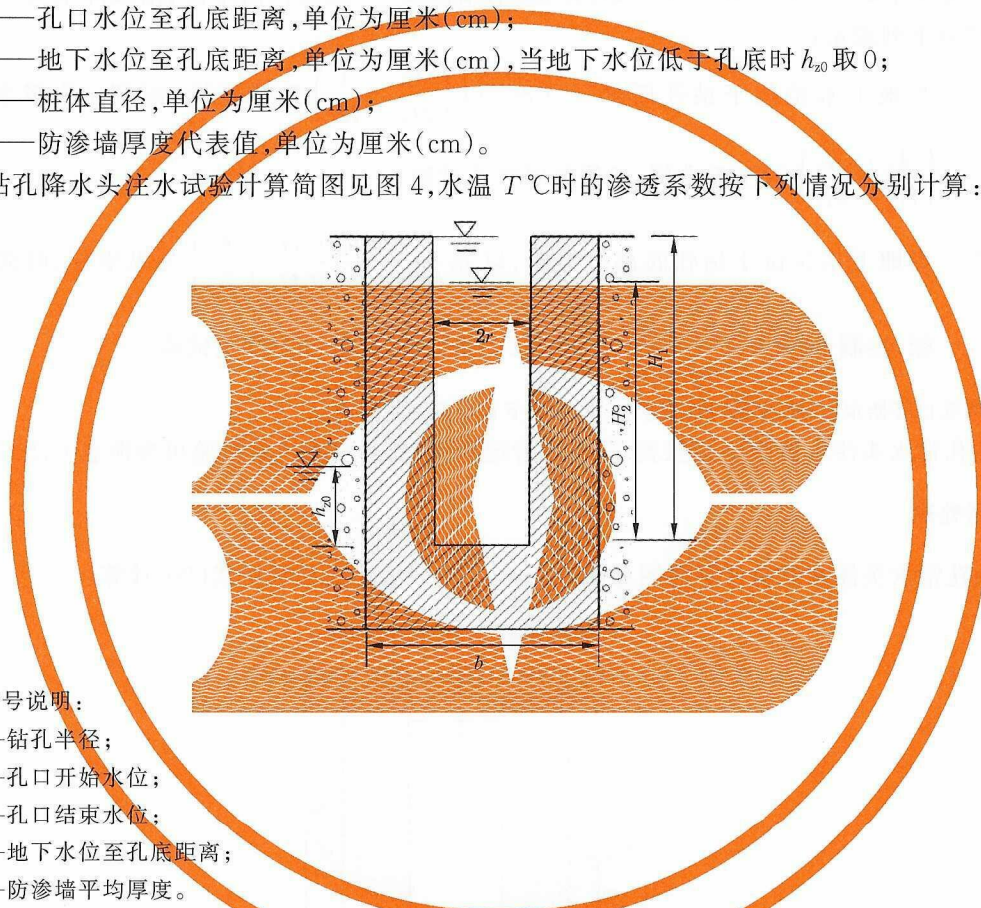 ——孔口水位至孔底距离,单位为厘米(cm);
——地下水位至孔底距离,单位为厘米(cm),当地下水位低于孔底时 h_{z0} 取 0;
——桩体直径,单位为厘米(cm);
——防渗墙厚度代表值,单位为厘米(cm)。
钻孔降水头注水试验计算简图见图 4,水温 T ℃时的渗透系数按下列情况分别计算:
2r
H_1
H_2
h_{z0}
b
号说明:
—钻孔半径;
—孔口开始水位;
—孔口结束水位;
—地下水位至孔底距离;
—防渗墙平均厚度。